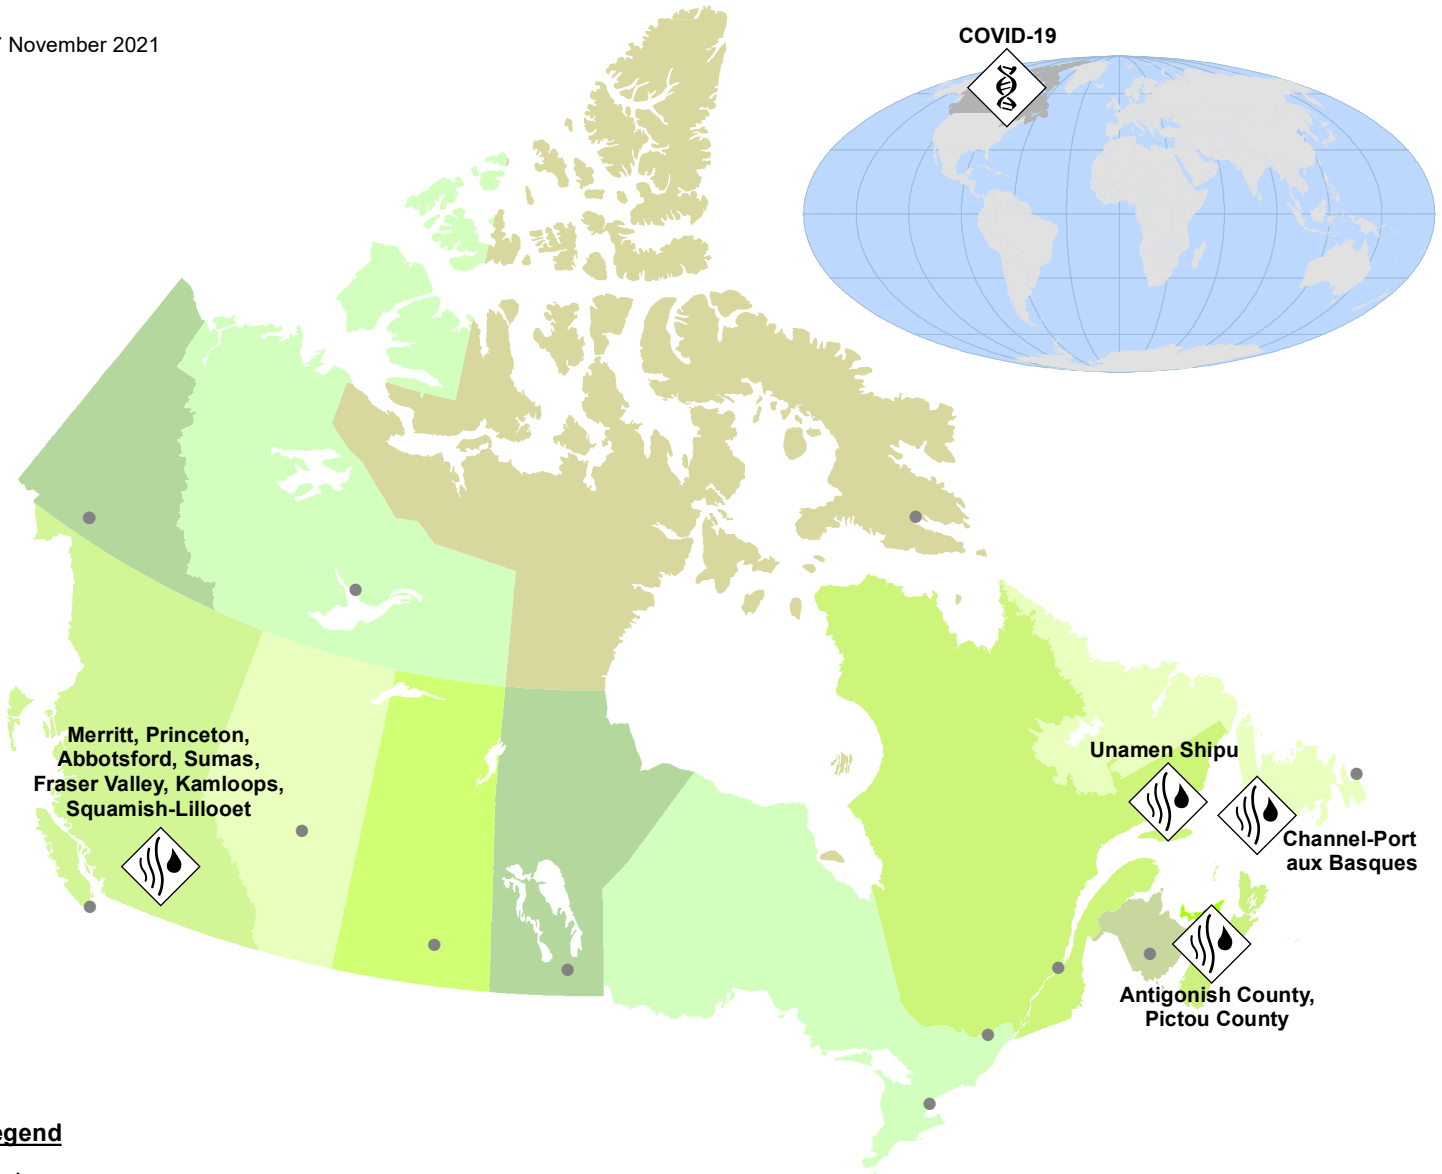 November 2021
COVID-19
Merritt, Princeton,
Abbotsford, Sumas,
Fraser Valley, Kamloops,
Squamish-Lillooet
Unamen Shipu
Channel-Port
aux Basques
Antigonish County,
Pictou County
egend